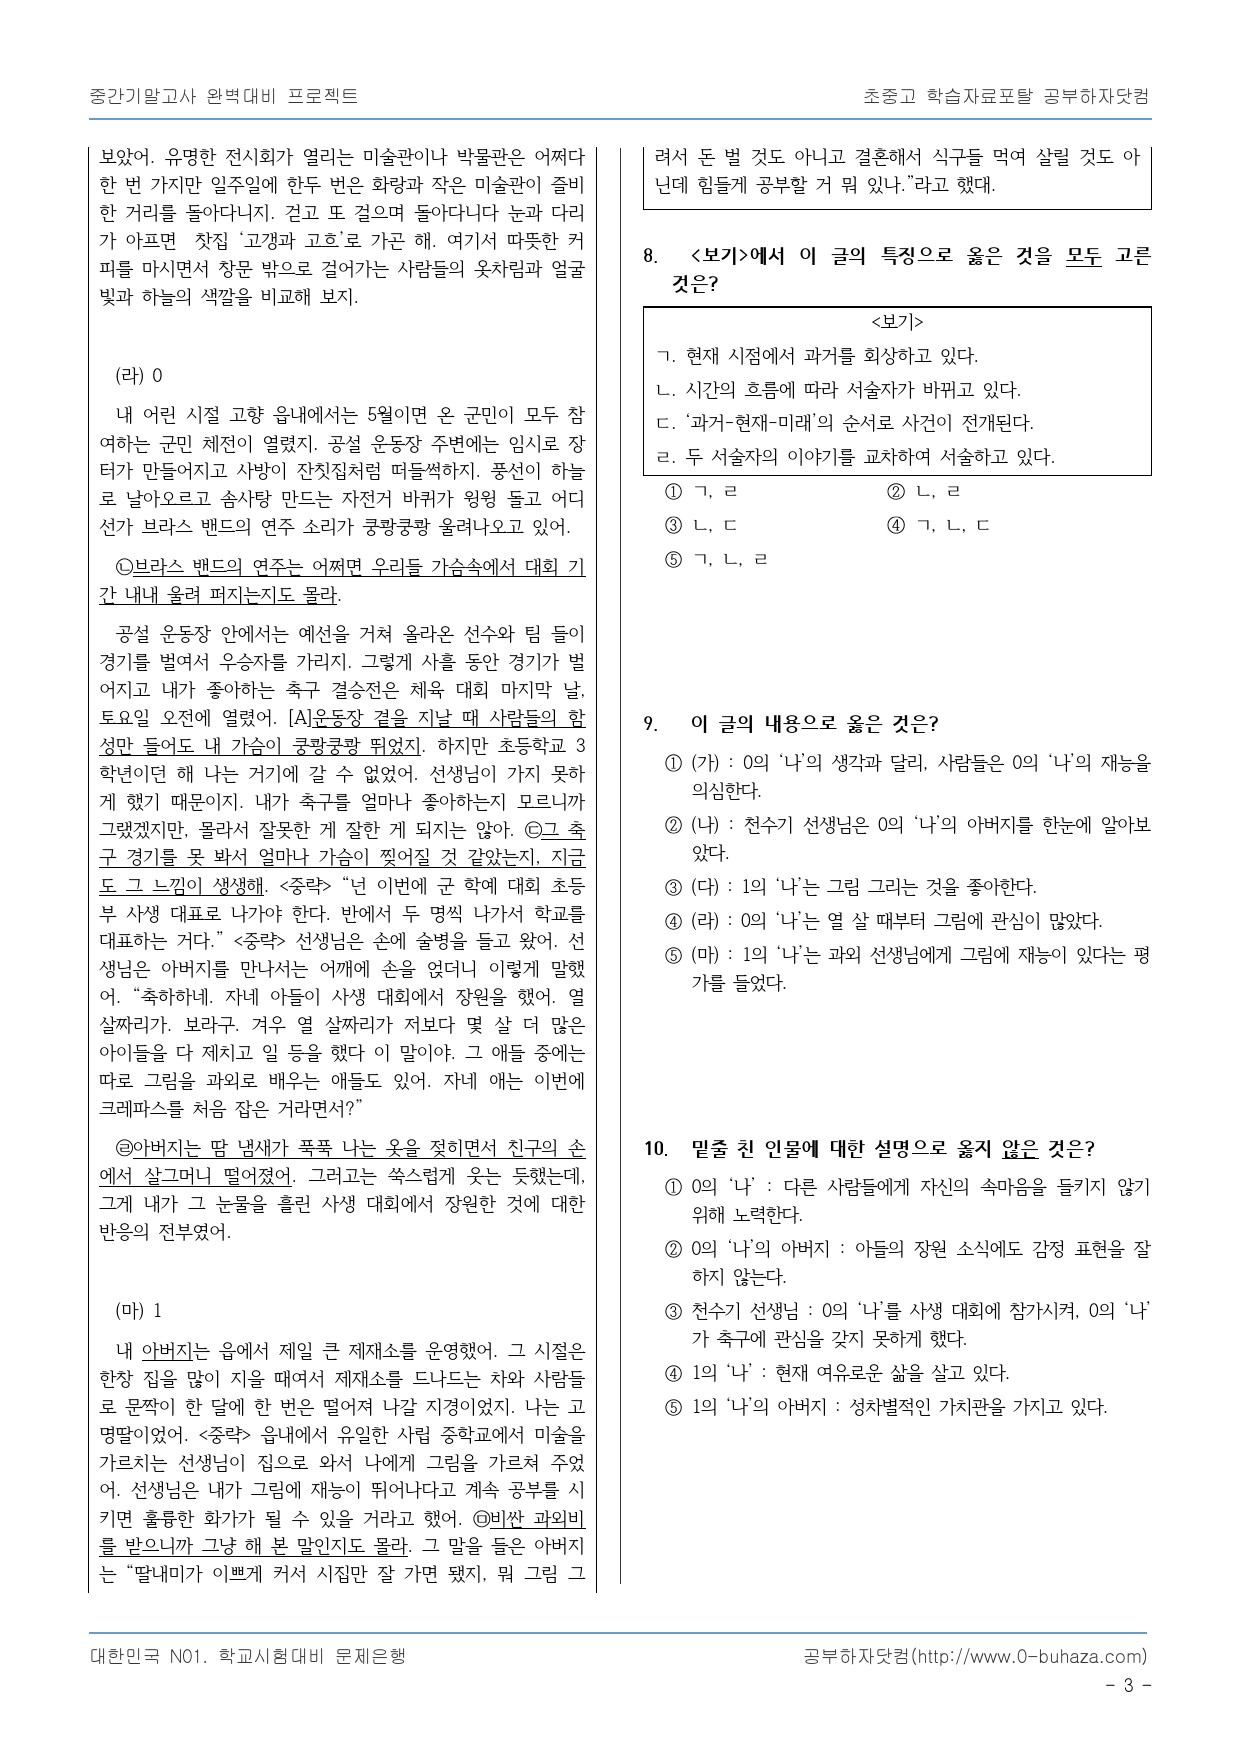 중간기말고사 완벽대비 프로젝트
초중고 학습자료포탈 공부하자닷컴
보았어. 유명한 전시회가 열리는 미술관이나 박물관은 어쩌다
한 번 가지만 일주일에 한두 번은 화랑과 작은 미술관이 즐비
한 거리를 돌아다니지. 걷고 또 걸으며 돌아다니다 눈과 다리
가 아프면 찻집 ‘고갱과 고흐’로 가곤 해. 여기서 따뜻한 커
피를 마시면서 창문 밖으로 걸어가는 사람들의 옷차림과 얼굴
빛과 하늘의 색깔을 비교해 보지.
(라) 0
내 어린 시절 고향 읍내에서는 5월이면 온 군민이 모두 참
여하는 군민 체전이 열렸지. 공설 운동장 주변에는 임시로 장
터가 만들어지고 사방이 잔칫집처럼 떠들썩하지. 풍선이 하늘
로 날아오르고 솜사탕 만드는 자전거 바퀴가 윙윙 돌고 어디
선가 브라스 밴드의 연주 소리가 쿵쾅쿵쾅 울려나오고 있어.
㉡브라스 밴드의 연주는 어쩌면 우리들 가슴속에서 대회 기
간 내내 울려 퍼지는지도 몰라.
공설 운동장 안에서는 예선을 거쳐 올라온 선수와 팀 들이
경기를 벌여서 우승자를 가리지. 그렇게 사흘 동안 경기가 벌
어지고 내가 좋아하는 축구 결승전은 체육 대회 마지막 날,
토요일 오전에 열렸어. [A]운동장 곁을 지날 때 사람들의 함
성만 들어도 내 가슴이 쿵쾅쿵쾅 뛰었지. 하지만 초등학교 3
학년이던 해 나는 거기에 갈 수 없었어. 선생님이 가지 못하
게 했기 때문이지. 내가 축구를 얼마나 좋아하는지 모르니까
그랬겠지만, 몰라서 잘못한 게 잘한 게 되지는 않아. ㉢그 축
구 경기를 못 봐서 얼마나 가슴이 찢어질 것 같았는지, 지금
도 그 느낌이 생생해. <중략> “넌 이번에 군 학예 대회 초등
부 사생 대표로 나가야 한다. 반에서 두 명씩 나가서 학교를
대표하는 거다.” <중략> 선생님은 손에 술병을 들고 왔어. 선
생님은 아버지를 만나서는 어깨에 손을 얹더니 이렇게 말했
어. “축하하네. 자네 아들이 사생 대회에서 장원을 했어. 열
살짜리가. 보라구. 겨우 열 살짜리가 저보다 몇 살 더 많은
아이들을 다 제치고 일 등을 했다 이 말이야. 그 애들 중에는
따로 그림을 과외로 배우는 애들도 있어. 자네 애는 이번에
크레파스를 처음 잡은 거라면서?”
㉣아버지는 땀 냄새가 푹푹 나는 옷을 젖히면서 친구의 손
에서 살그머니 떨어졌어. 그러고는 쑥스럽게 웃는 듯했는데,
그게 내가 그 눈물을 흘린 사생 대회에서 장원한 것에 대한
반응의 전부였어.
(마) 1
내 아버지는 읍에서 제일 큰 제재소를 운영했어. 그 시절은
한창 집을 많이 지을 때여서 제재소를 드나드는 차와 사람들
로 문짝이 한 달에 한 번은 떨어져 나갈 지경이었지. 나는 고
명딸이었어. <중략> 읍내에서 유일한 사립 중학교에서 미술을
가르치는 선생님이 집으로 와서 나에게 그림을 가르쳐 주었
어. 선생님은 내가 그림에 재능이 뛰어나다고 계속 공부를 시
키면 훌륭한 화가가 될 수 있을 거라고 했어. ㉤비싼 과외비
를 받으니까 그냥 해 본 말인지도 몰라. 그 말을 들은 아버지
는 “딸내미가 이쁘게 커서 시집만 잘 가면 됐지, 뭐 그림 그
려서 돈 벌 것도 아니고 결혼해서 식구들 먹여 살릴 것도 아
닌데 힘들게 공부할 거 뭐 있나.”라고 했대.
8. <보기>에서 이 글의 특징으로 옳은 것을 모두 고른
것은?
<보기>
ㄱ. 현재 시점에서 과거를 회상하고 있다.
ㄴ. 시간의 흐름에 따라 서술자가 바뀌고 있다.
ㄷ. ‘과거-현재-미래’의 순서로 사건이 전개된다.
ㄹ. 두 서술자의 이야기를 교차하여 서술하고 있다.
① ㄱ, ㄹ ② ㄴ, ㄹ
③ ㄴ, ㄷ ④ ㄱ, ㄴ, ㄷ
⑤ ㄱ, ㄴ, ㄹ
9. 이 글의 내용으로 옳은 것은?
① (가) : 0의 ‘나’의 생각과 달리, 사람들은 0의 ‘나’의 재능을
의심한다.
② (나) : 천수기 선생님은 0의 ‘나’의 아버지를 한눈에 알아보
았다.
③ (다) : 1의 ‘나’는 그림 그리는 것을 좋아한다.
④ (라) : 0의 ‘나’는 열 살 때부터 그림에 관심이 많았다.
⑤ (마) : 1의 ‘나’는 과외 선생님에게 그림에 재능이 있다는 평
가를 들었다.
10. 밑줄 친 인물에 대한 설명으로 옳지 않은 것은?
① 0의 ‘나’ : 다른 사람들에게 자신의 속마음을 들키지 않기
위해 노력한다.
② 0의 ‘나’의 아버지 : 아들의 장원 소식에도 감정 표현을 잘
하지 않는다.
③ 천수기 선생님 : 0의 ‘나’를 사생 대회에 참가시켜, 0의 ‘나’
가 축구에 관심을 갖지 못하게 했다.
④ 1의 ‘나’ : 현재 여유로운 삶을 살고 있다.
⑤ 1의 ‘나’의 아버지 : 성차별적인 가치관을 가지고 있다.
대한민국 N01. 학교시험대비 문제은행
공부하자닷컴(http://www.0-buhaza.com)
- 3 -